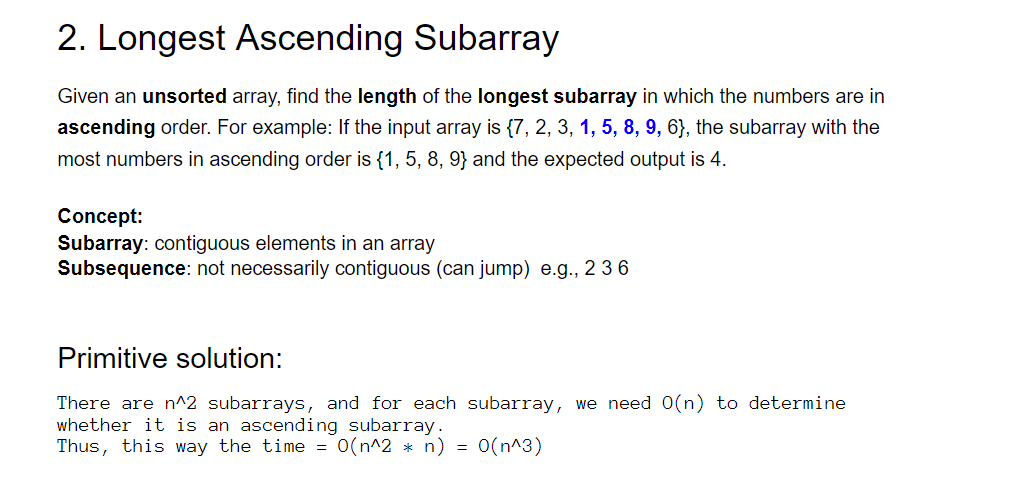 2. Longest Ascending Subarray
Given an unsorted array, find the length of the longest subarray in which the numbers are in
ascending order. For example: If the input array is {7, 2, 3, 1, 5, 8, 9, 6}, the subarray with the
most numbers in ascending order is {1, 5, 8, 9} and the expected output is 4.
Concept:
Subarray: contiguous elements in an array
Subsequence: not necessarily contiguous (can jump) e.g., 2 3 6
Primitive solution:
There are n^2 subarrays, and for each subarray, we need O(n) to determine
whether it is an ascending subarray.
Thus, this way the time = O(n^2 * n) = O(n^3)